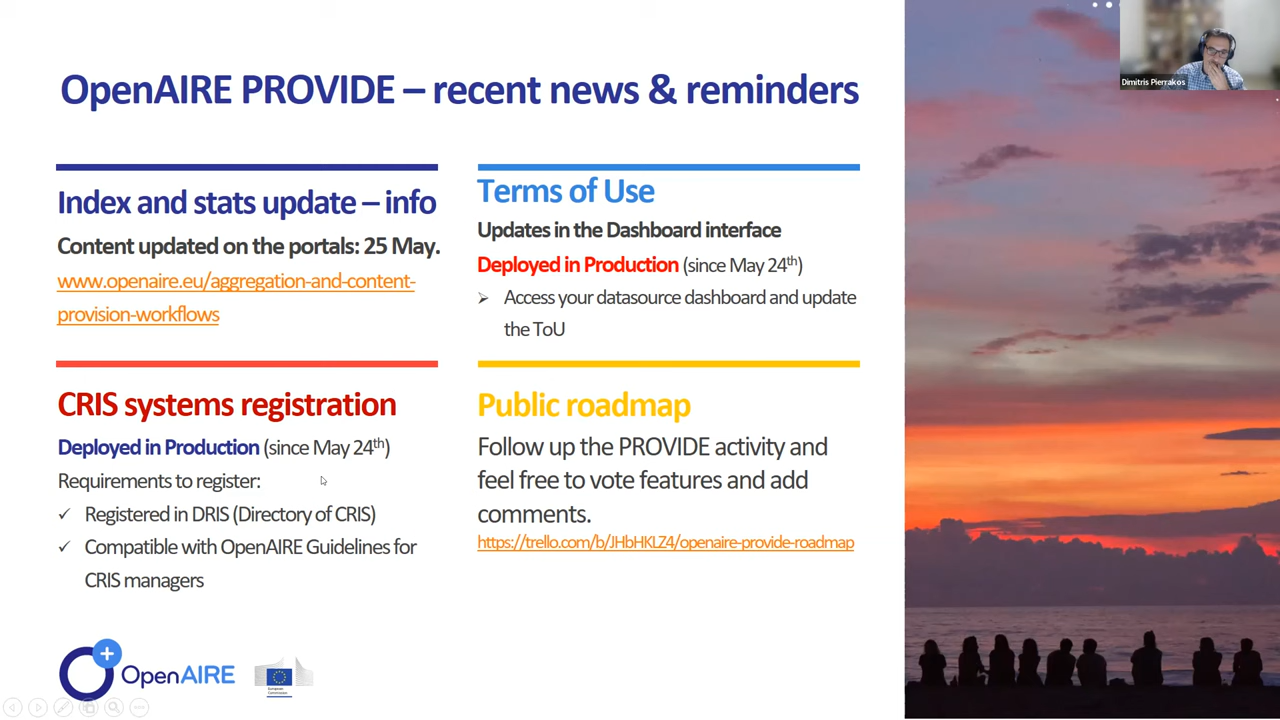 OpenAIRE PROVIDE – recent news & reminders
Index and stats update – info
Content updated on the portals: 25 May.
www.openaire.eu/aggregation-and-content-
provision-workflows
Terms of Use
Updates in the Dashboard interface
Deployed in Production (since May 24th)
➢ Access your datasource dashboard and update
the ToU
CRIS systems registration
Deployed in Production (since May 24th)
Requirements to register:
✓ Registered in DRIS (Directory of CRIS)
✓ Compatible with OpenAIRE Guidelines for
CRIS managers
Public roadmap
Follow up the PROVIDE activity and
feel free to vote features and add
comments.
https://trello.com/b/JHbHKLZ4/openaire-provide-roadmap
OpenAIRE
European
Commission
Dimitris Pierrakos